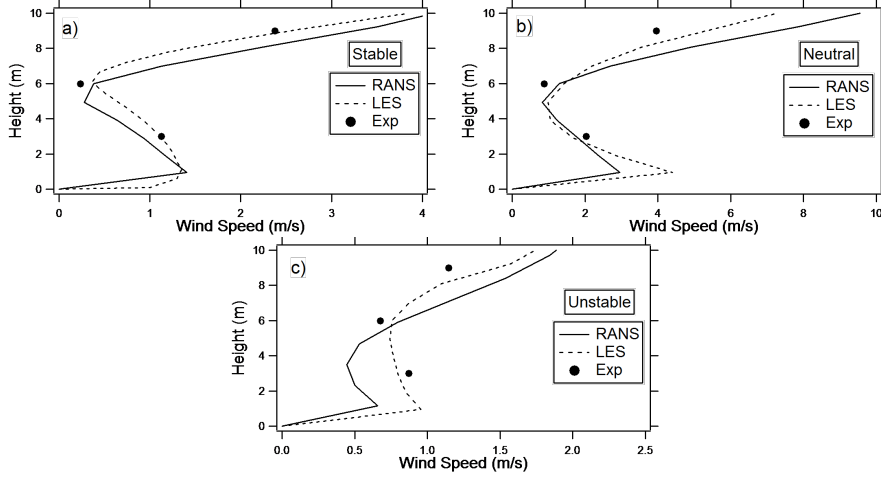 a)
Stable
RANS
LES
Exp
Height (m)
10
8
6
4
2
0
0 1 2 3 4
Wind Speed (m/s)
b)
Neutral
RANS
LES
Exp
Height (m)
10
8
6
4
2
0
0 2 4 6 8 10
Wind Speed (m/s)
c)
Unstable
RANS
LES
Exp
Height (m)
10
8
6
4
2
0
0.0 0.5 1.0 1.5 2.0 2.5
Wind Speed (m/s)